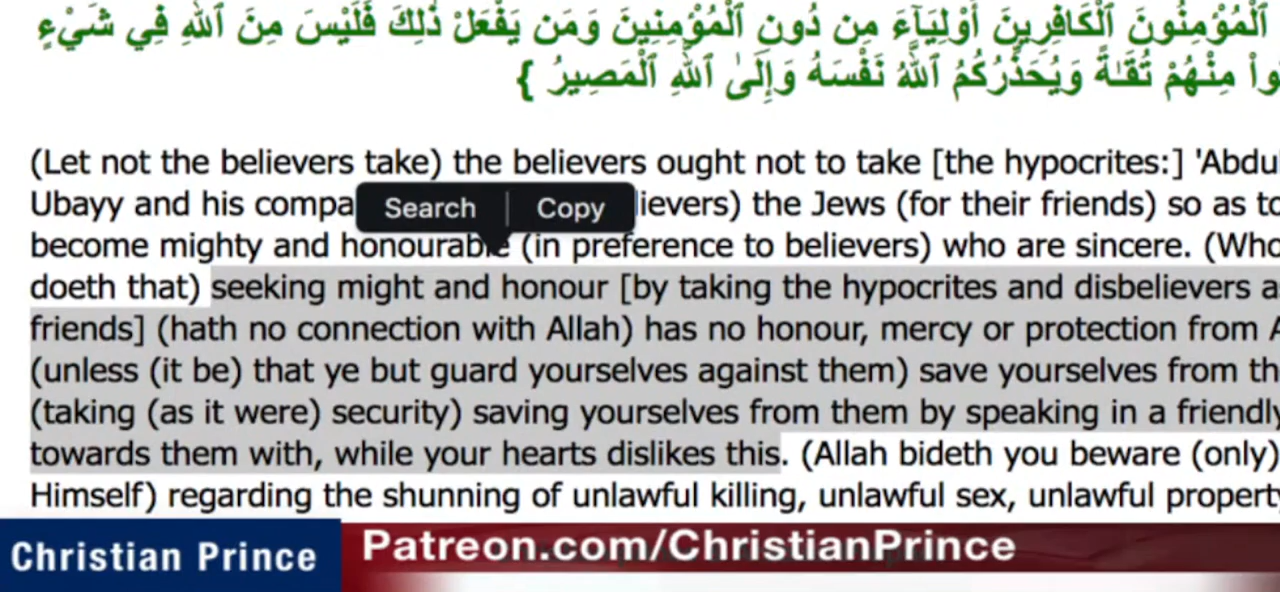 ٱلْمُؤْمِنُونَ ٱلْكَافِرِينَ أَوْلِيَآءَ مِن دُونِ ٱلْمُؤْمِنِينَ وَمَن يَفْعَلْ ذٰلِكَ فَلَيْسَ مِنَ ٱللَّهِ فِي شَيْءٍ
واْ مِنْهُمْ تُقَـٰةً وَيُحَذِّرُكُمُ ٱللَّهُ نَفْسَهُ وَإِلَىٰ ٱللَّهِ ٱلْمَصِيرُ }
(Let not the believers take) the believers ought not to take [the hypocrites:] 'Abdu
Ubayy and his compa
Search | Copy
ievers) the Jews (for their friends) so as to
become mighty and honourable (in preference to believers) who are sincere. (Who
doeth that) seeking might and honour [by taking the hypocrites and disbelievers a
friends] (hath no connection with Allah) has no honour, mercy or protection from A
(unless (it be) that ye but guard yourselves against them) save yourselves from th
(taking (as it were) security) saving yourselves from them by speaking in a friendly
towards them with, while your hearts dislikes this. (Allah bideth you beware (only)
Himself) regarding the shunning of unlawful killing, unlawful sex, unlawful property
Christian Prince
Patreon.com/ChristianPrince